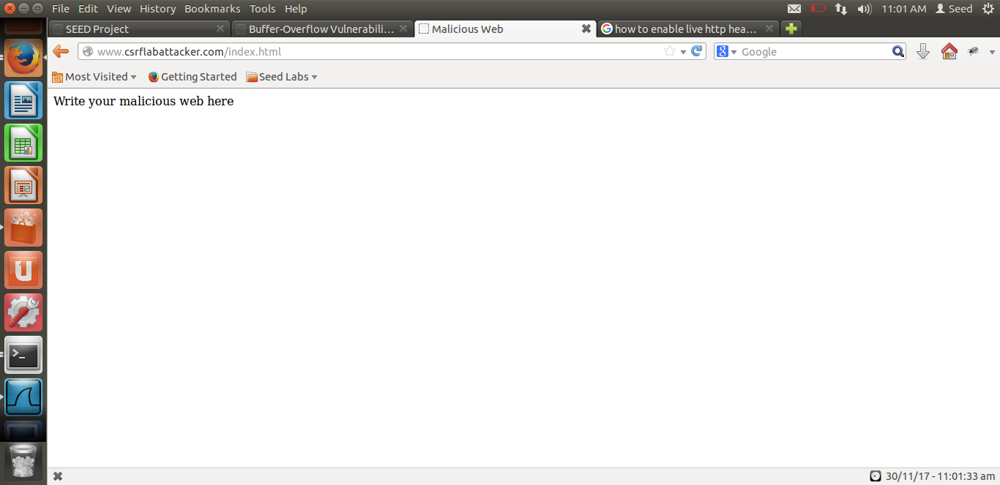 File Edit View History Bookmarks Tools Help 11:01 AM Seed
SEED Project Buffer-Overflow Vulnerabili... Malicious Web how to enable live http hea...
www.csrflabattacker.com/index.html Google
Most Visited Getting Started Seed Labs
Write your malicious web here
30/11/17 - 11:01:33 am